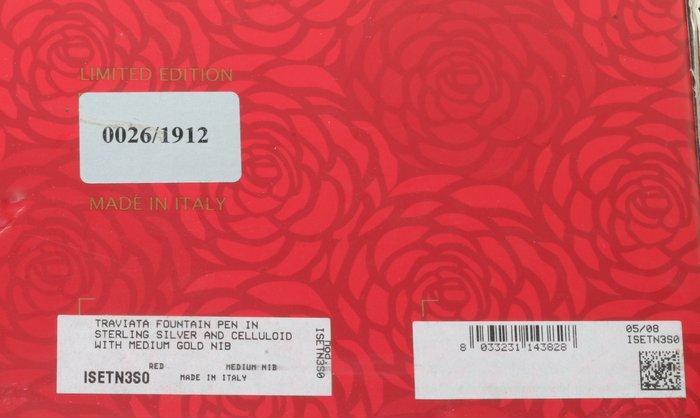 LIMITED EDITION
0026/1912
MADE IN ITALY
TRAVIATA FOUNTAIN PEN IN
STERLING SILVER AND CELLULOID
WITH MEDIUM GOLD NIB
RED MEDIUM NIB
ISETN3S0 MADE IN ITALY
Mod. ISETN3S0
8 033231 143828
05/08
ISETN3S0